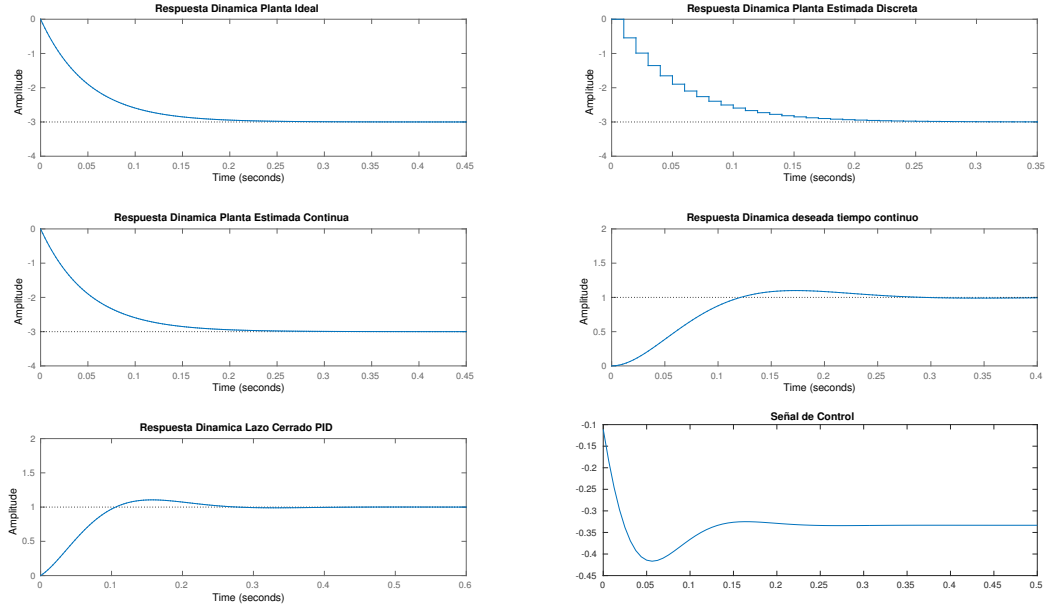 Respuesta Dinamica Planta Ideal
0
-1
-2
-3
-4
Amplitude
0 0.05 0.1 0.15 0.2 0.25 0.3 0.35 0.4 0.45
Time (seconds)
Respuesta Dinamica Planta Estimada Discreta
0
-1
-2
-3
-4
Amplitude
0.05 0.1 0.15 0.2 0.25 0.3 0.35
Time (seconds)
Respuesta Dinamica Planta Estimada Continua
0
-1
-2
-3
-4
Amplitude
0 0.05 0.1 0.15 0.2 0.25 0.3 0.35 0.4 0.45
Time (seconds)
Respuesta Dinamica deseada tiempo continuo
2
1.5
1
0.5
0
Amplitude
0 0.05 0.1 0.15 0.2 0.25 0.3 0.35 0.4
Time (seconds)
Respuesta Dinamica Lazo Cerrado PID
2
1.5
1
0.5
0
Amplitude
0 0.1 0.2 0.3 0.4 0.5 0.6
Time (seconds)
Señal de Control
-0.1
-0.15
-0.2
-0.25
-0.3
-0.35
-0.4
-0.45
0 0.05 0.1 0.15 0.2 0.25 0.3 0.35 0.4 0.45 0.5